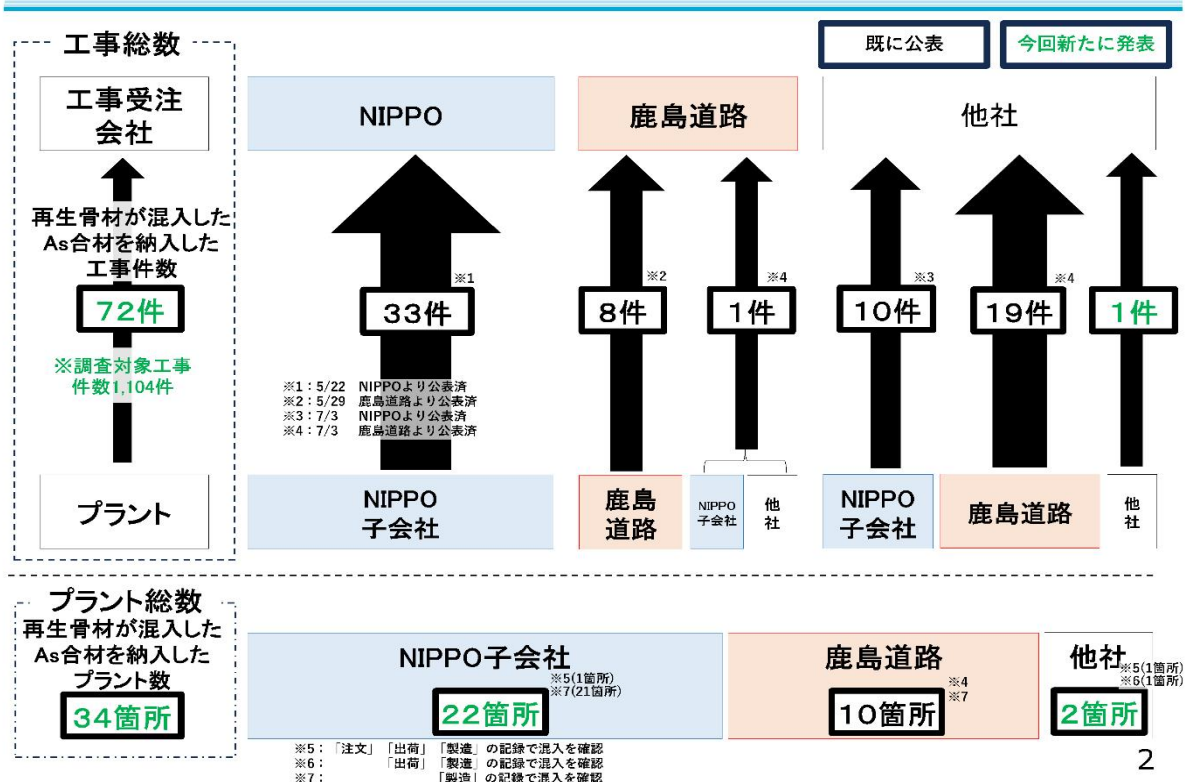 工事総数
既に公表
今回新たに発表
工事受注
会社
NIPPO
鹿島道路
他社
再生骨材が混入した
As合材を納入した
工事件数
72件
※調査対象工事
件数1,104件
※1
33件
※2
8件
※4
1件
※3
10件
※4
19件
1件
※1：5/22 NIPPOより公表済
※2：5/29 鹿島道路より公表済
※3：7/3 NIPPOより公表済
※4：7/3 鹿島道路より公表済
プラント
NIPPO
子会社
鹿島
道路
NIPPO
子会社
他
社
NIPPO
子会社
鹿島道路
他
社
プラント総数
再生骨材が混入した
As合材を納入した
プラント数
34箇所
NIPPO子会社
※5(1箇所)
※7(21箇所)
22箇所
鹿島道路
※4
※7
10箇所
他社
※5(1箇所)
※6(1箇所)
2箇所
※5：「注文」「出荷」「製造」の記録で混入を確認
※6：「出荷」「製造」の記録で混入を確認
※7：「製造」の記録で混入を確認
2